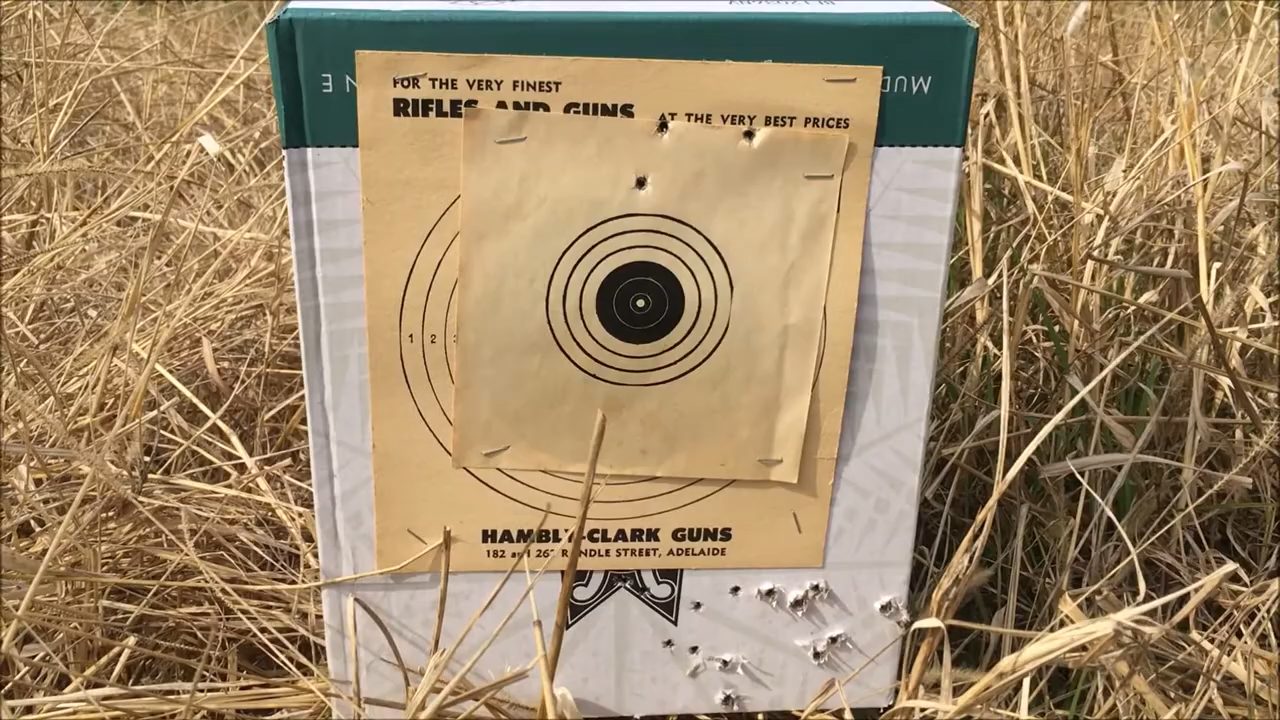 FOR THE VERY FINEST
RIFLES AND GUNS AT THE VERY BEST PRICES
1 2
HAMBLY-CLARK GUNS
182 and 267 RUNDLE STREET, ADELAIDE